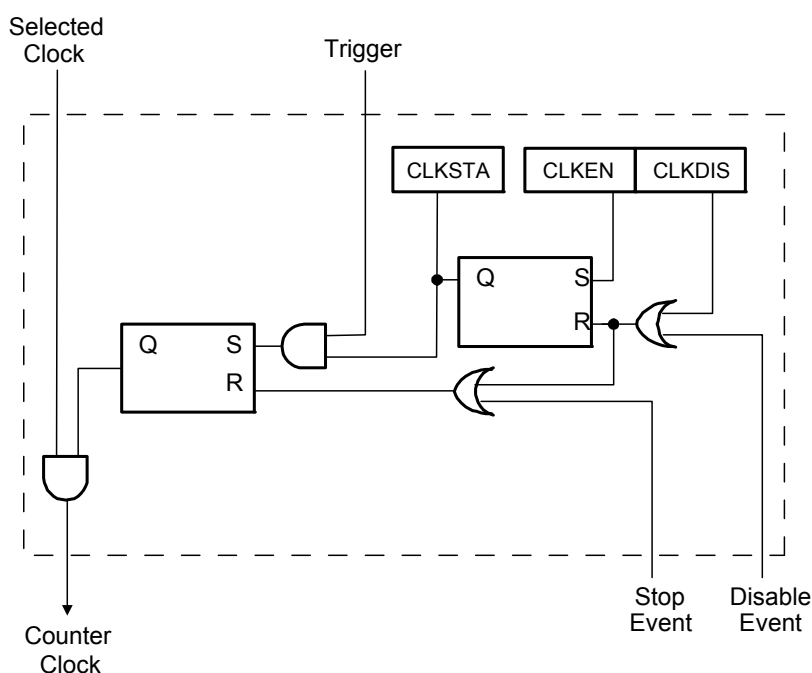 Selected
Clock
Trigger
CLKSTA
CLKEN
CLKDIS
Q
S
R
Q
S
R
Stop
Event
Disable
Event
Counter
Clock